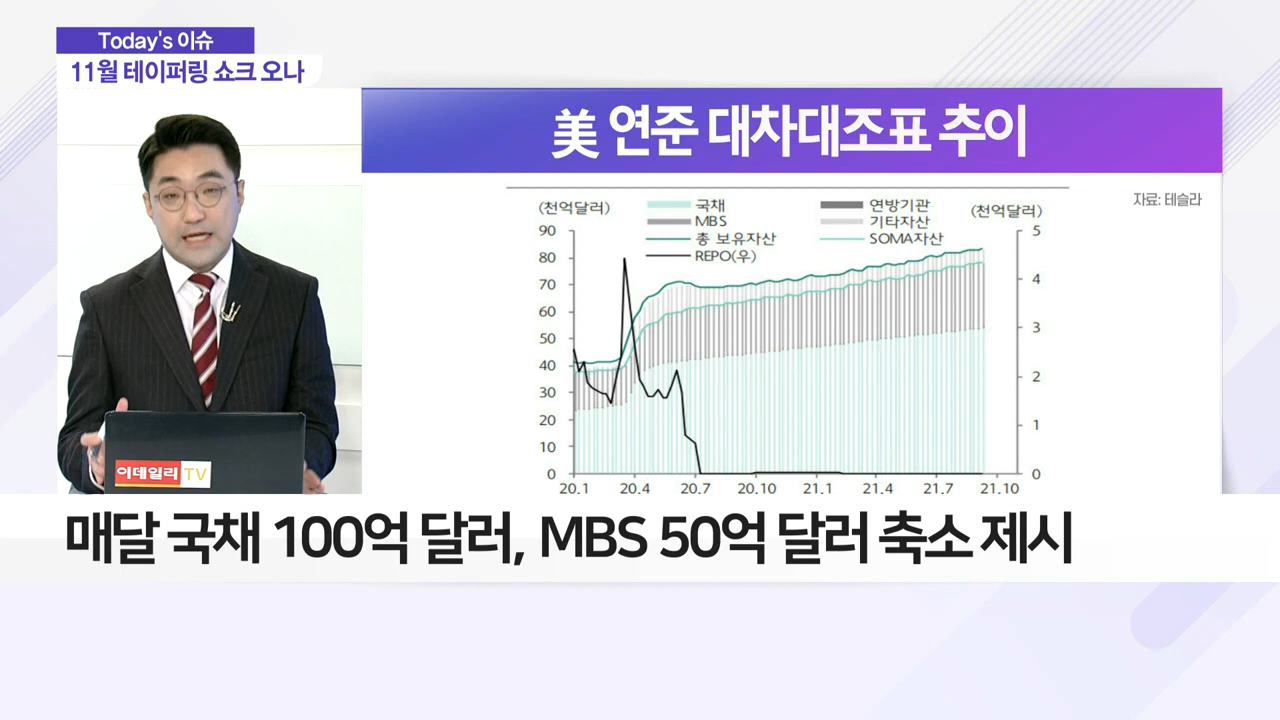 Today's 이슈
11월 테이퍼링 쇼크 오나
美 연준 대차대조표 추이
자료: 테슬라
(천억달러)
국채
연방기관
(천억달러)
MBS
기타자산
총 보유자산
SOMA자산
REPO(우)
90
80
70
60
50
40
30
20
10
0
5
4
3
2
1
0
20.1 20.4 20.7 20.10 21.1 21.4 21.7 21.10
이데일리TV
매달 국채 100억 달러, MBS 50억 달러 축소 제시